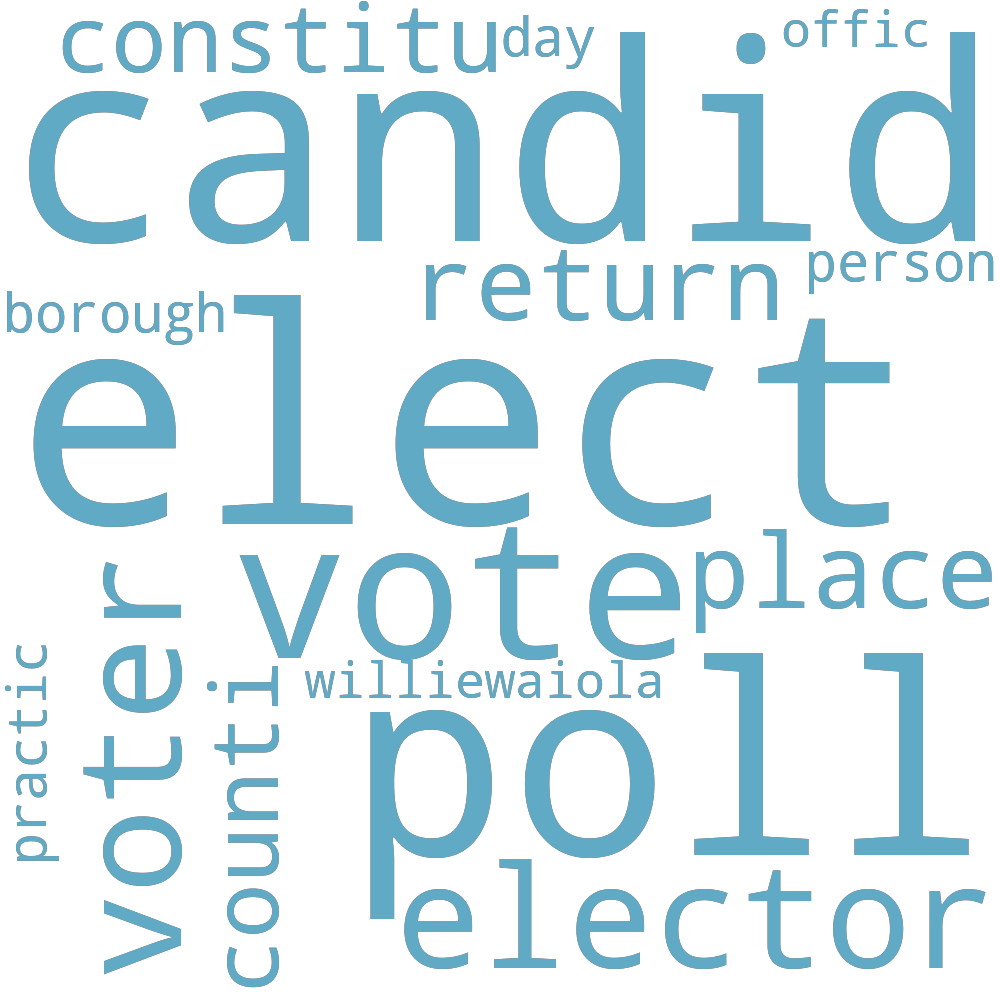 constitu
day
offic
candid
return
person
borough
elect
vote
place
voter
practic
counti
williewaiola
poll
elector